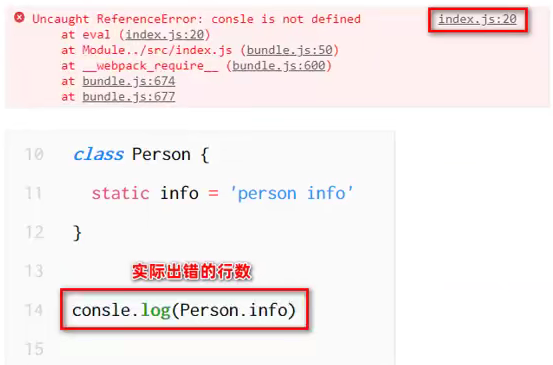 Uncaught ReferenceError: consle is not defined index.js:20
at eval (index.js:20)
at Module../src/index.js (bundle.js:50)
at __webpack_require__ (bundle.js:600)
at bundle.js:674
at bundle.js:677
10 class Person {
11 static info = 'person info'
12 }
13 实际出错的行数
14 consle.log(Person.info)
15